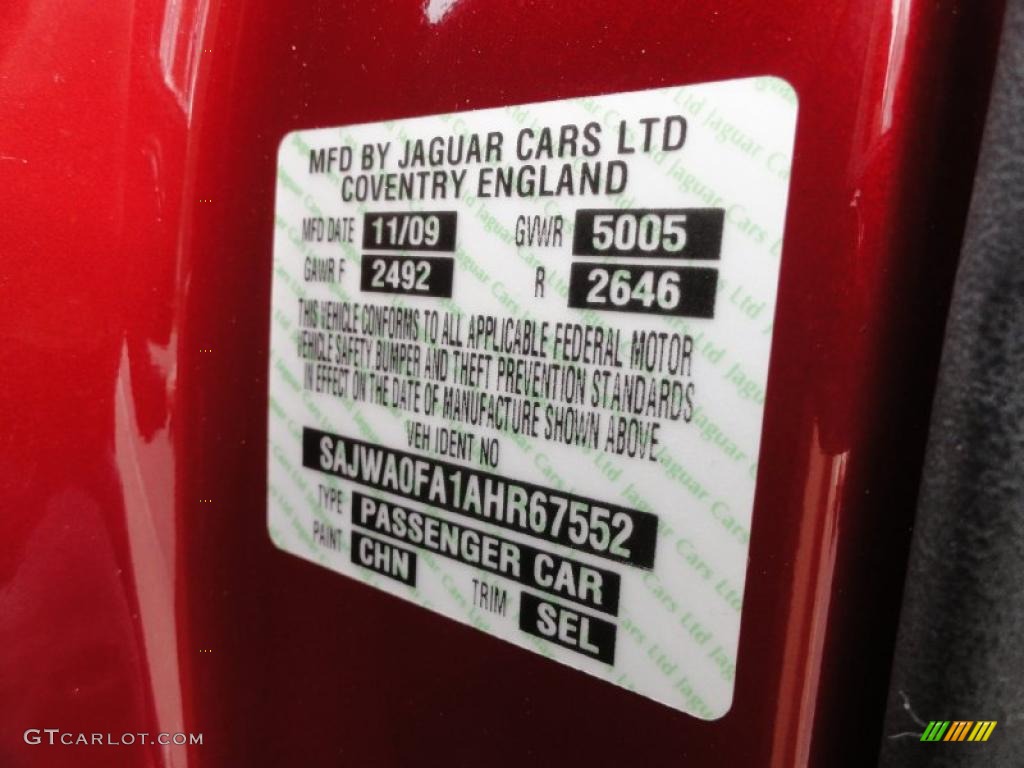 MFD BY JAGUAR CARS LTD
COVENTRY ENGLAND
MFD DATE 11/09 GVWR 5005
GAWR F 2492 R 2646
THIS VEHICLE CONFORMS TO ALL APPLICABLE FEDERAL MOTOR
VEHICLE SAFETY BUMPER AND THEFT PREVENTION STANDARDS
IN EFFECT ON THE DATE OF MANUFACTURE SHOWN ABOVE.
VEH IDENT NO
SAJWA0FA1AHR67552
TYPE PASSENGER CAR
PAINT CHN TRIM SEL
GTCARLOT.COM